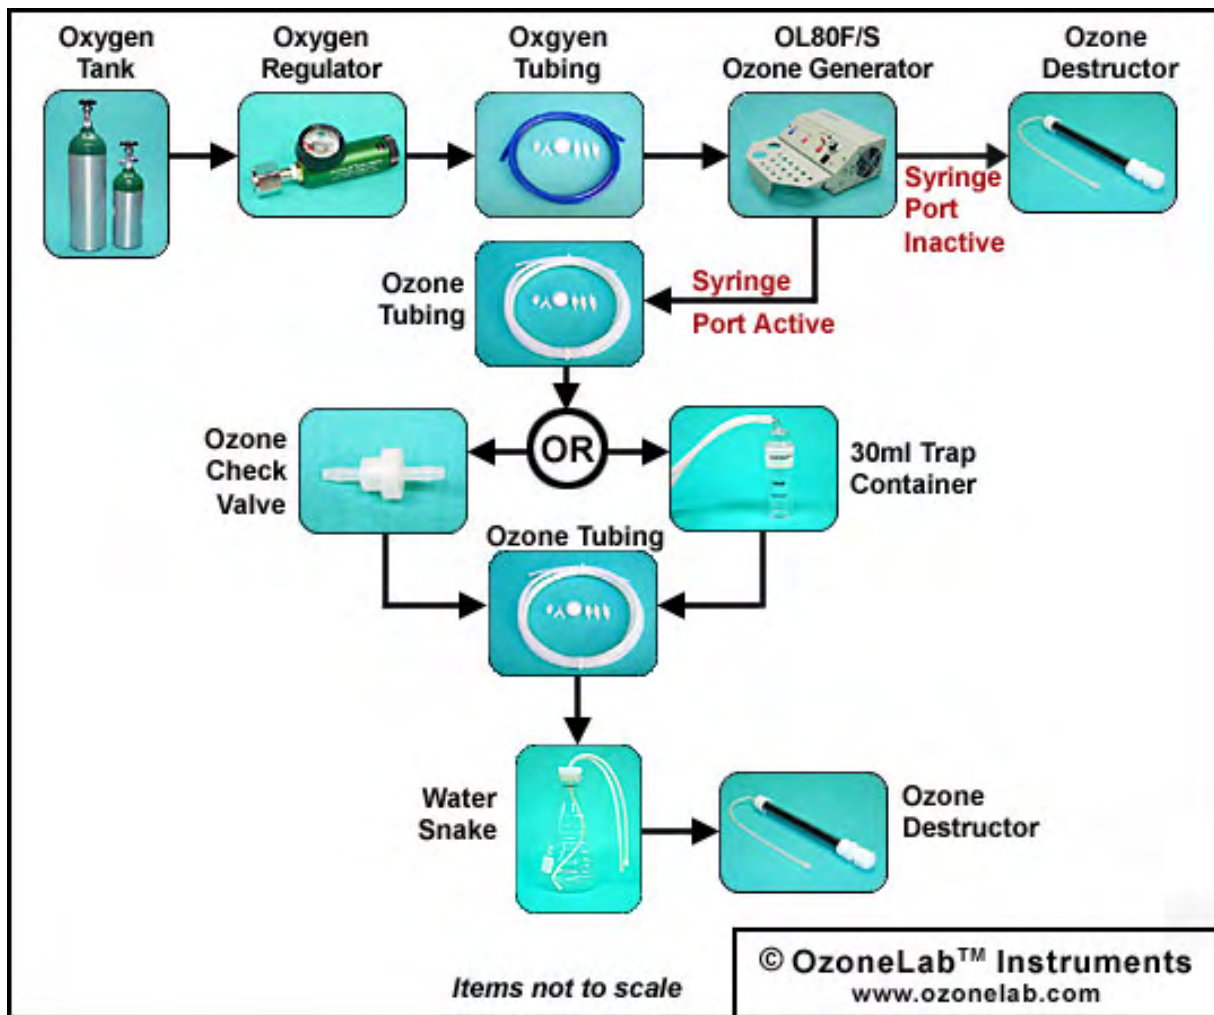 Oxygen
Tank
Oxygen
Regulator
Oxgyen
Tubing
OL80F/S
Ozone Generator
Ozone
Destructor
Syringe
Port
Inactive
Ozone
Tubing
Syringe
Port Active
OR
Ozone
Check
Valve
30ml Trap
Container
Ozone Tubing
Water
Snake
Ozone
Destructor
Items not to scale
© OzoneLab™ Instruments
www.ozonelab.com